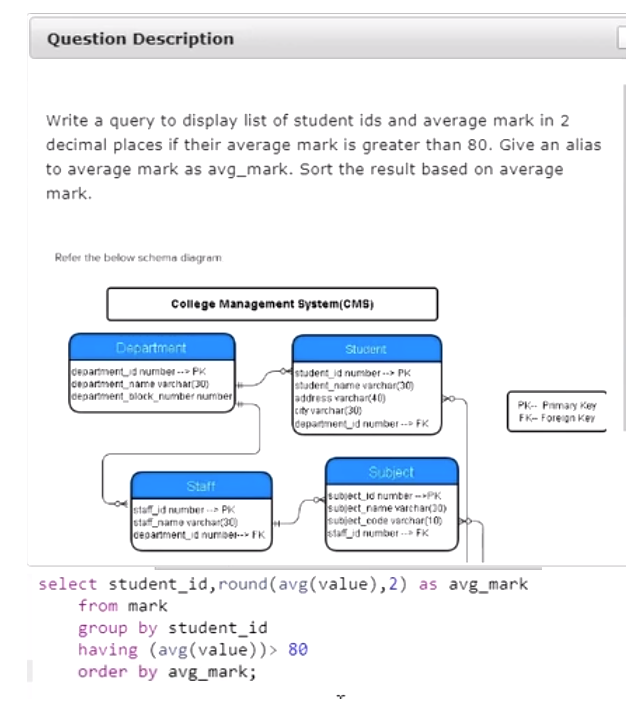 Question Description
Write a query to display list of student ids and average mark in 2
decimal places if their average mark is greater than 80. Give an alias
to average mark as avg_mark. Sort the result based on average
mark.
Refer the below schema diagram
College Management System(CMS)
Department
department_id number --> PK
department_name varchar(30)
department_block_number number
Student
student_id number --> PK
student_name varchar(30)
address varchar(40)
city varchar(30)
department_id number --> FK
PK-- Primary Key
FK-- Foreign Key
Staff
staff_id number --> PK
staff_name varchar(30)
department_id number--> FK
Subject
subject_id number -->PK
subject_name varchar(30)
subject_code varchar(10)
staff_id number --> FK
select student_id,round(avg(value),2) as avg_mark
from mark
group by student_id
having (avg(value))> 80
order by avg_mark;